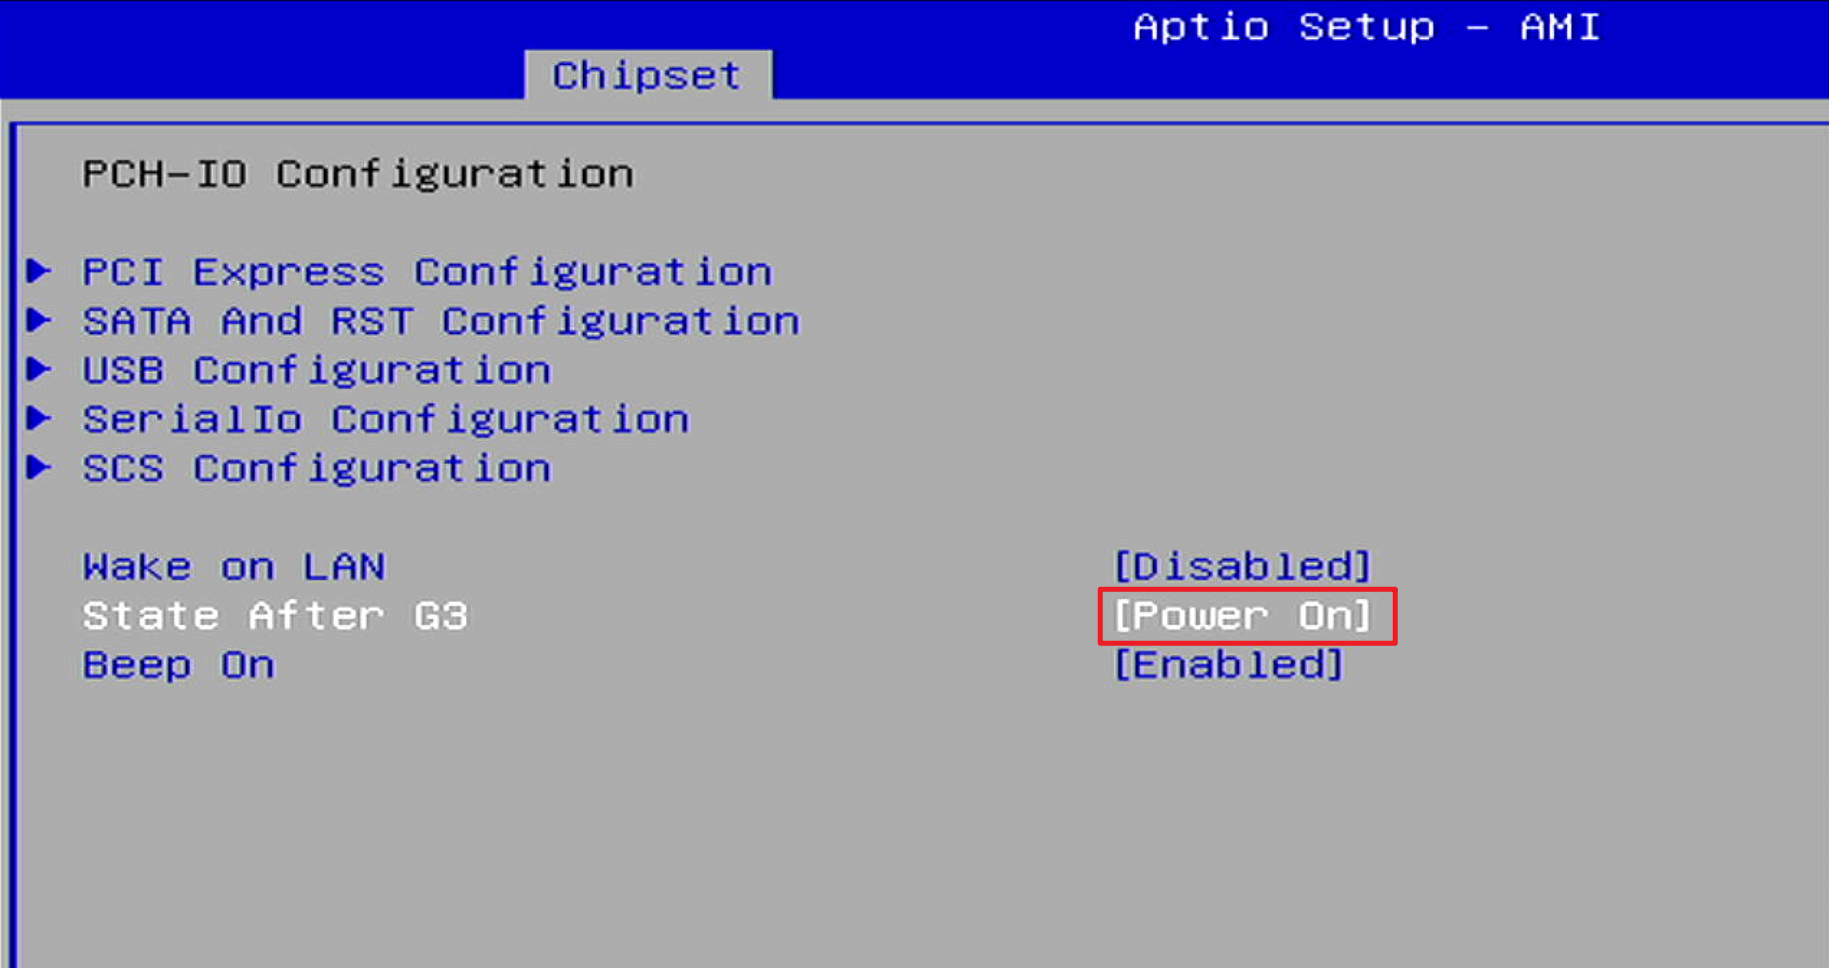 Aptio Setup - AMI
Chipset
PCH-IO Configuration
PCI Express Configuration
SATA And RST Configuration
USB Configuration
SerialIo Configuration
SCS Configuration
Wake on LAN [Disabled]
State After G3 [Power On]
Beep On [Enabled]